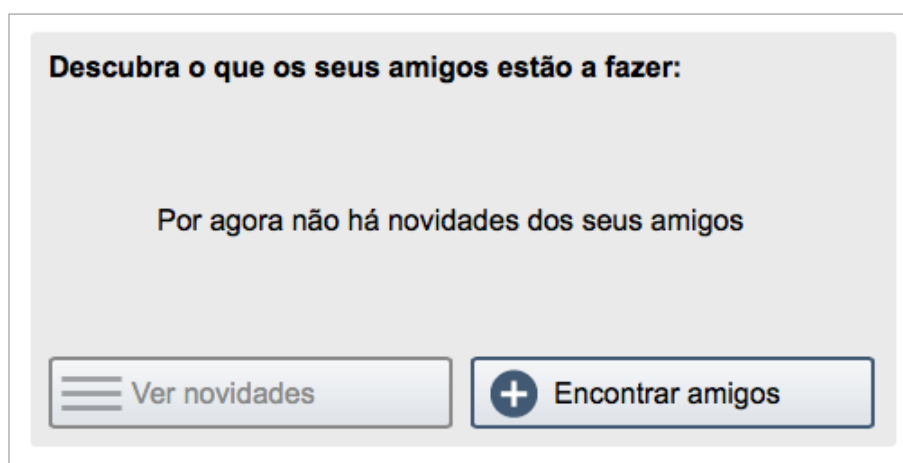 Descubra o que os seus amigos estão a fazer:
Por agora não há novidades dos seus amigos
Ver novidades
Encontrar amigos